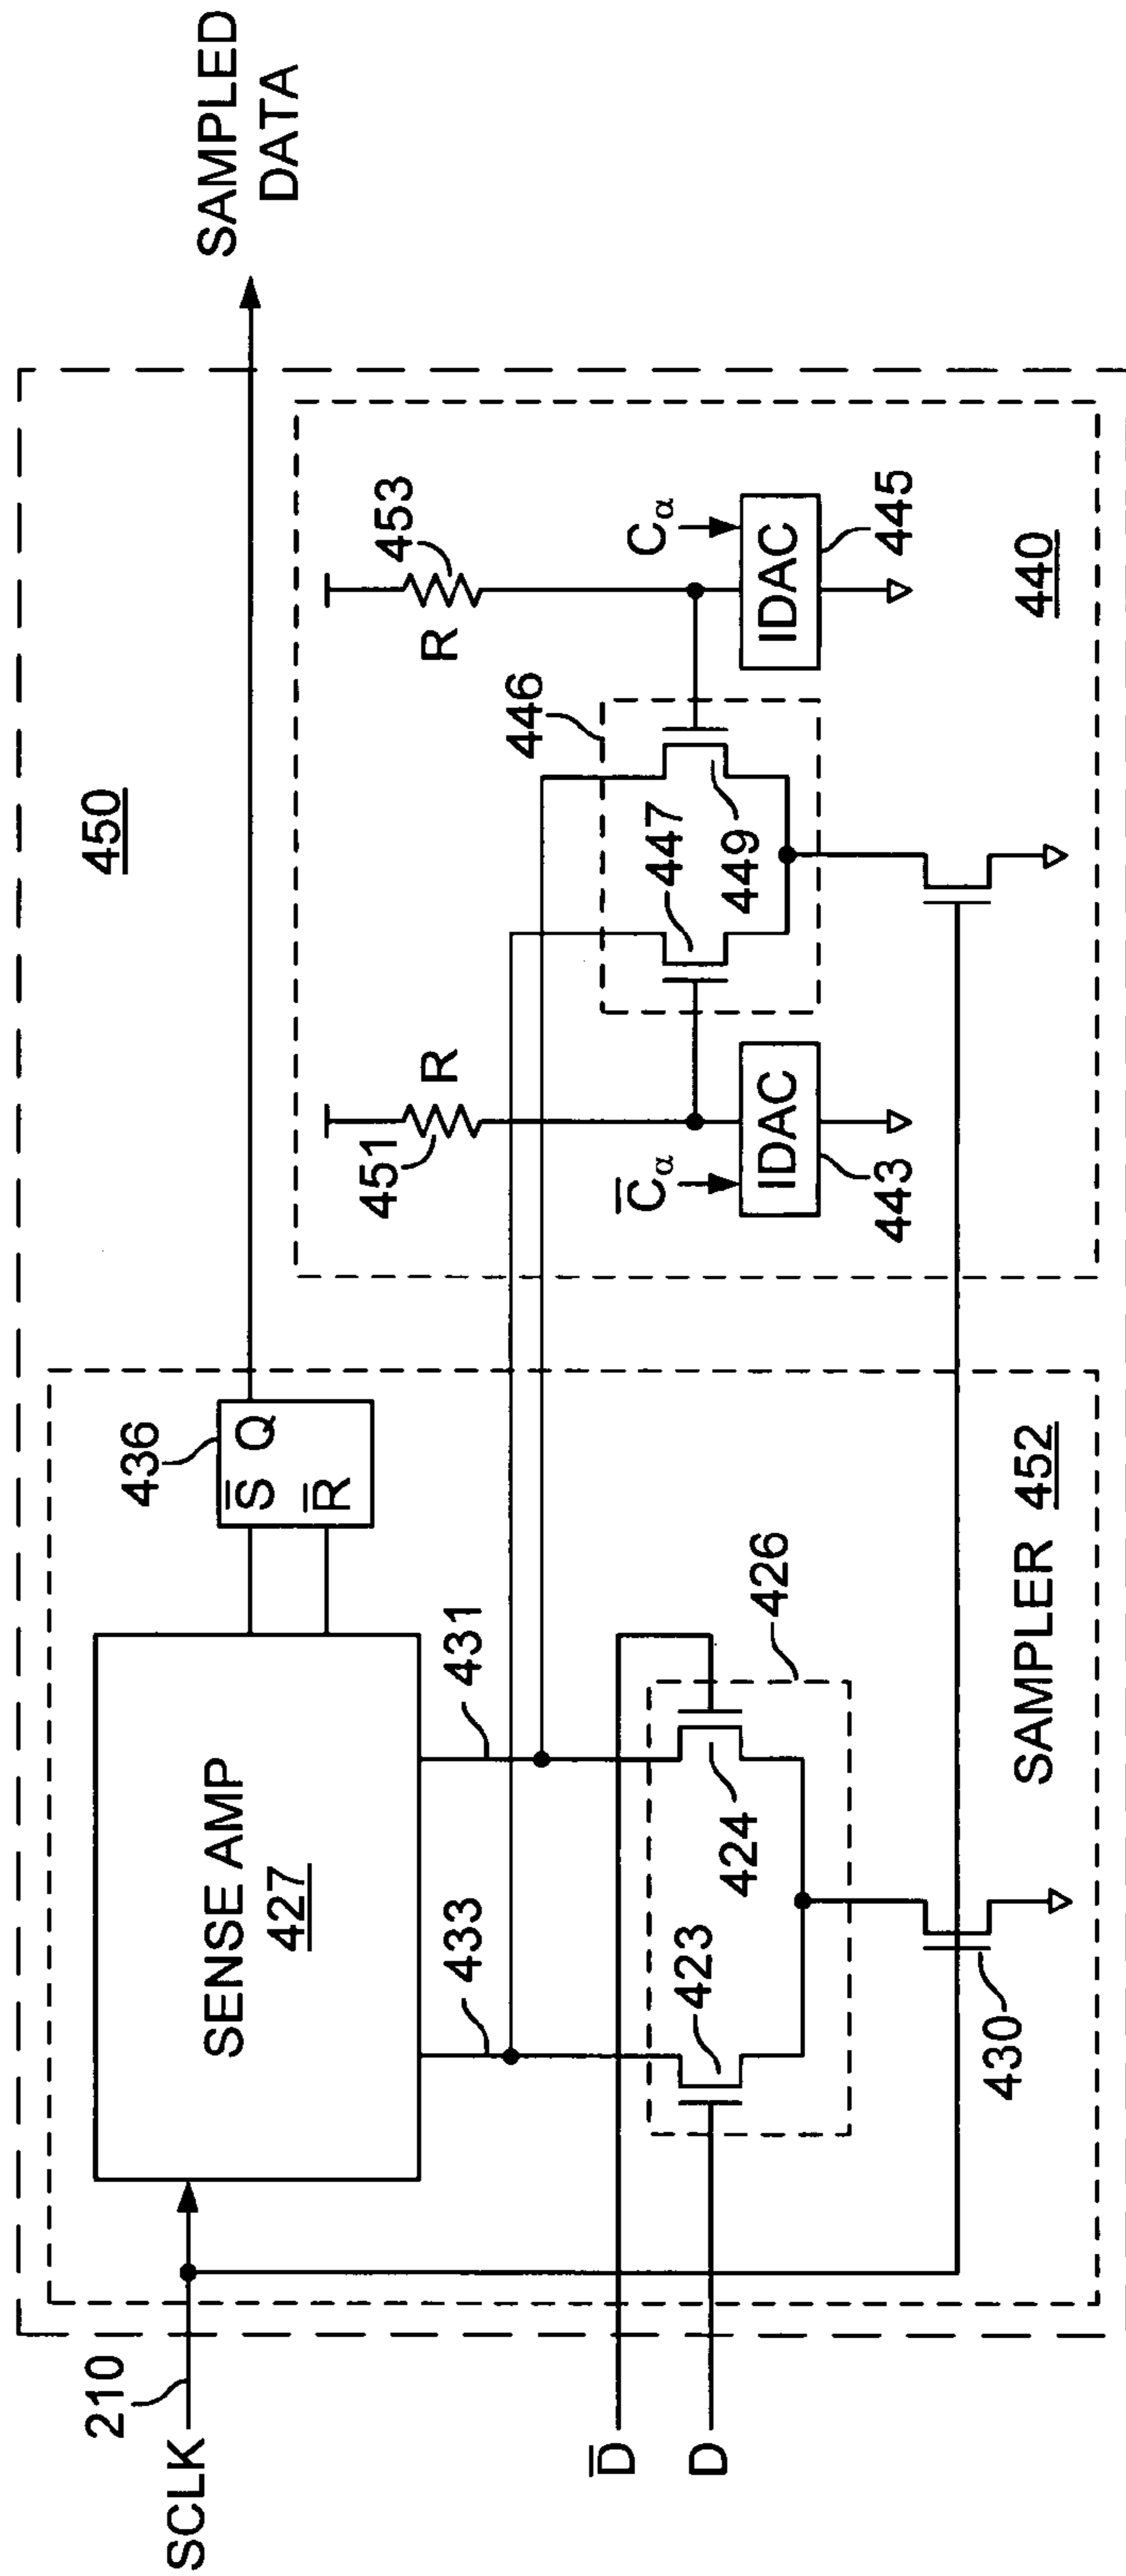 SAMPLED
DATA
450
436
S̅ Q
R̅
SENSE AMP
427
210
SCLK
433
431
451
R
R
453
446
447
449
C̅α
IDAC
443
Cα
IDAC
445
440
D̅
D
423
424
426
430
SAMPLER 452